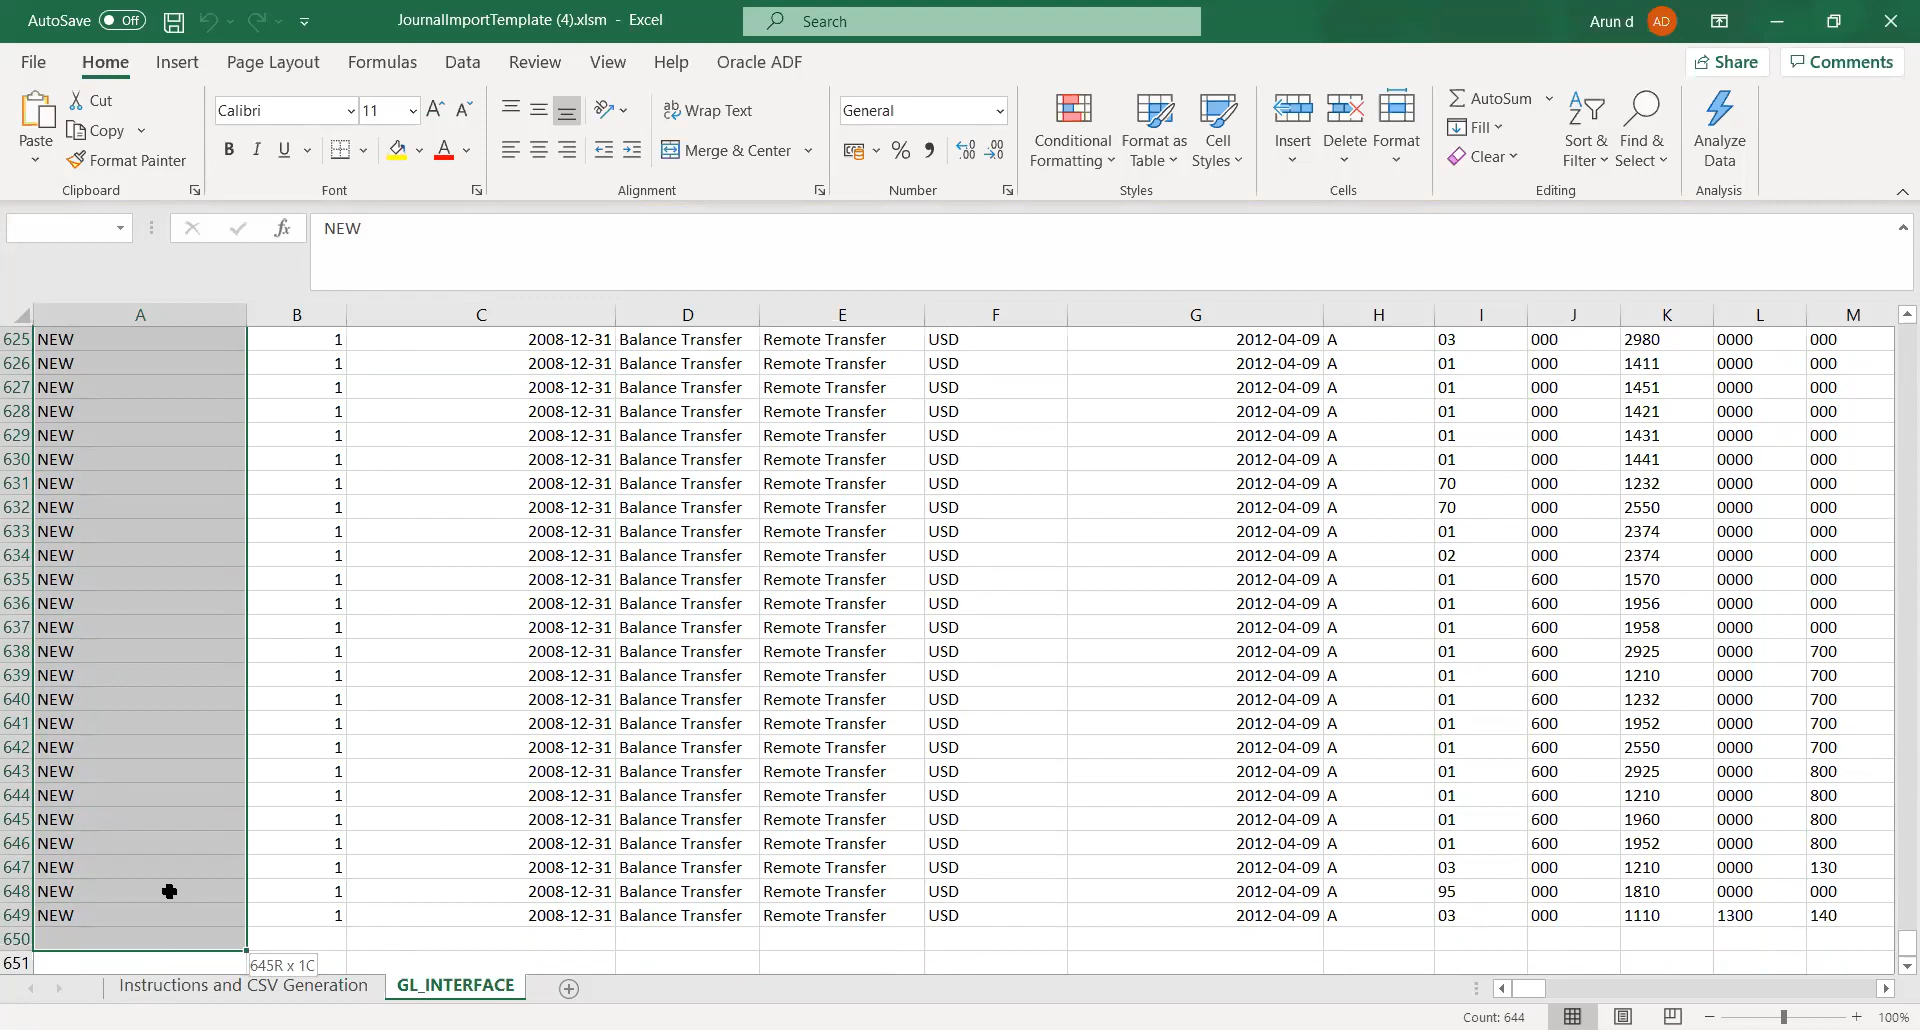 AutoSave Off JournalImportTemplate (4).xlsm - Excel Search Arun d AD
File Home Insert Page Layout Formulas Data Review View Help Oracle ADF Share Comments
Paste Cut Copy Format Painter Clipboard
Calibri 11 B I U A Font
Wrap Text Merge & Center Alignment
General % Number
Conditional Formatting Format as Table Cell Styles Styles
Insert Delete Format Cells
AutoSum Fill Clear Sort & Filter Find & Select Editing
Analyze Data Analysis
fx NEW
A B C D E F G H I J K L M
625 NEW 1 2008-12-31 Balance Transfer Remote Transfer USD 2012-04-09 A 03 000 2980 0000 000
626 NEW 1 2008-12-31 Balance Transfer Remote Transfer USD 2012-04-09 A 01 000 1411 0000 000
627 NEW 1 2008-12-31 Balance Transfer Remote Transfer USD 2012-04-09 A 01 000 1451 0000 000
628 NEW 1 2008-12-31 Balance Transfer Remote Transfer USD 2012-04-09 A 01 000 1421 0000 000
629 NEW 1 2008-12-31 Balance Transfer Remote Transfer USD 2012-04-09 A 01 000 1431 0000 000
630 NEW 1 2008-12-31 Balance Transfer Remote Transfer USD 2012-04-09 A 01 000 1441 0000 000
631 NEW 1 2008-12-31 Balance Transfer Remote Transfer USD 2012-04-09 A 70 000 1232 0000 000
632 NEW 1 2008-12-31 Balance Transfer Remote Transfer USD 2012-04-09 A 70 000 2550 0000 000
633 NEW 1 2008-12-31 Balance Transfer Remote Transfer USD 2012-04-09 A 01 000 2374 0000 000
634 NEW 1 2008-12-31 Balance Transfer Remote Transfer USD 2012-04-09 A 02 000 2374 0000 000
635 NEW 1 2008-12-31 Balance Transfer Remote Transfer USD 2012-04-09 A 01 600 1570 0000 000
636 NEW 1 2008-12-31 Balance Transfer Remote Transfer USD 2012-04-09 A 01 600 1956 0000 000
637 NEW 1 2008-12-31 Balance Transfer Remote Transfer USD 2012-04-09 A 01 600 1958 0000 000
638 NEW 1 2008-12-31 Balance Transfer Remote Transfer USD 2012-04-09 A 01 600 2925 0000 700
639 NEW 1 2008-12-31 Balance Transfer Remote Transfer USD 2012-04-09 A 01 600 1210 0000 700
640 NEW 1 2008-12-31 Balance Transfer Remote Transfer USD 2012-04-09 A 01 600 1232 0000 700
641 NEW 1 2008-12-31 Balance Transfer Remote Transfer USD 2012-04-09 A 01 600 1952 0000 700
642 NEW 1 2008-12-31 Balance Transfer Remote Transfer USD 2012-04-09 A 01 600 2550 0000 700
643 NEW 1 2008-12-31 Balance Transfer Remote Transfer USD 2012-04-09 A 01 600 2925 0000 800
644 NEW 1 2008-12-31 Balance Transfer Remote Transfer USD 2012-04-09 A 01 600 1210 0000 800
645 NEW 1 2008-12-31 Balance Transfer Remote Transfer USD 2012-04-09 A 01 600 1960 0000 800
646 NEW 1 2008-12-31 Balance Transfer Remote Transfer USD 2012-04-09 A 01 600 1952 0000 800
647 NEW 1 2008-12-31 Balance Transfer Remote Transfer USD 2012-04-09 A 03 000 1210 0000 130
648 NEW 1 2008-12-31 Balance Transfer Remote Transfer USD 2012-04-09 A 95 000 1810 0000 000
649 NEW 1 2008-12-31 Balance Transfer Remote Transfer USD 2012-04-09 A 03 000 1110 1300 140
650
651 645R x 1C
Instructions and CSV Generation GL_INTERFACE
Count: 644 100%